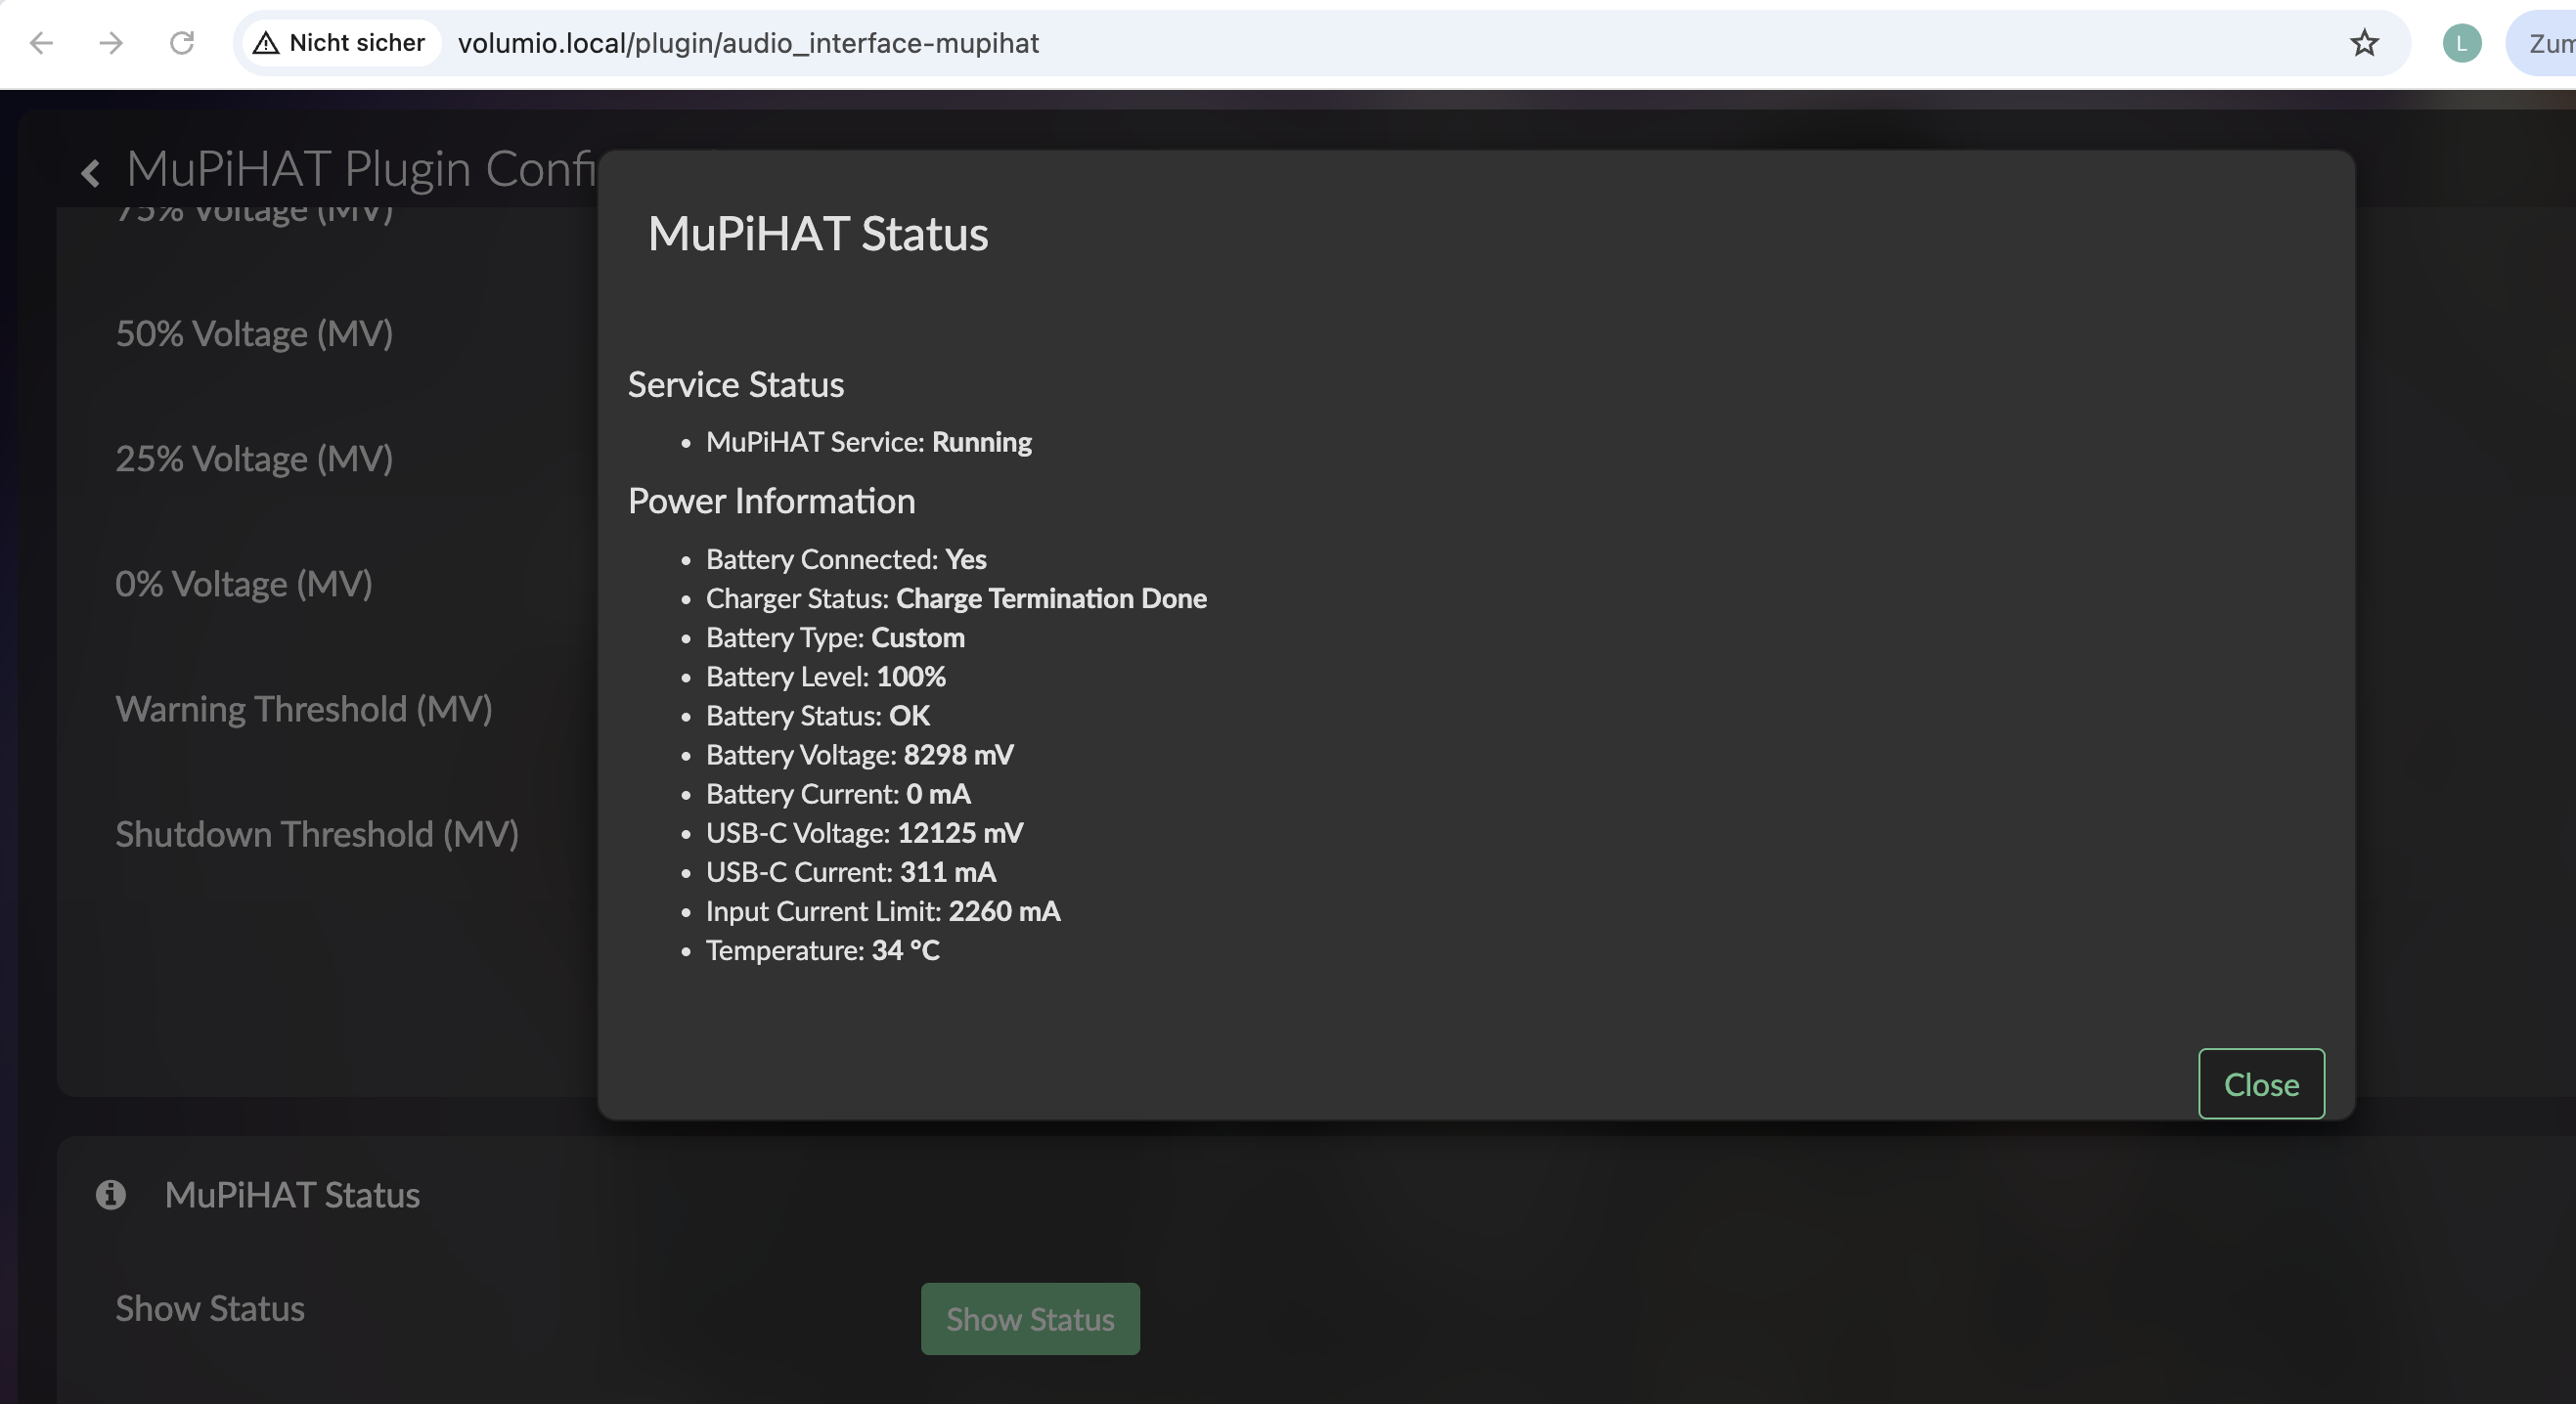 Nicht sicher volumio.local/plugin/audio_interface-mupihat
L
MuPiHAT Plugin
75% Voltage (MV)
50% Voltage (MV)
25% Voltage (MV)
0% Voltage (MV)
Warning Threshold (MV)
Shutdown Threshold (MV)
MuPiHAT Status
Service Status
MuPiHAT Service: Running
Power Information
Battery Connected: Yes
Charger Status: Charge Termination Done
Battery Type: Custom
Battery Level: 100%
Battery Status: OK
Battery Voltage: 8298 mV
Battery Current: 0 mA
USB-C Voltage: 12125 mV
USB-C Current: 311 mA
Input Current Limit: 2260 mA
Temperature: 34 °C
Close
MuPiHAT Status
Show Status
Show Status